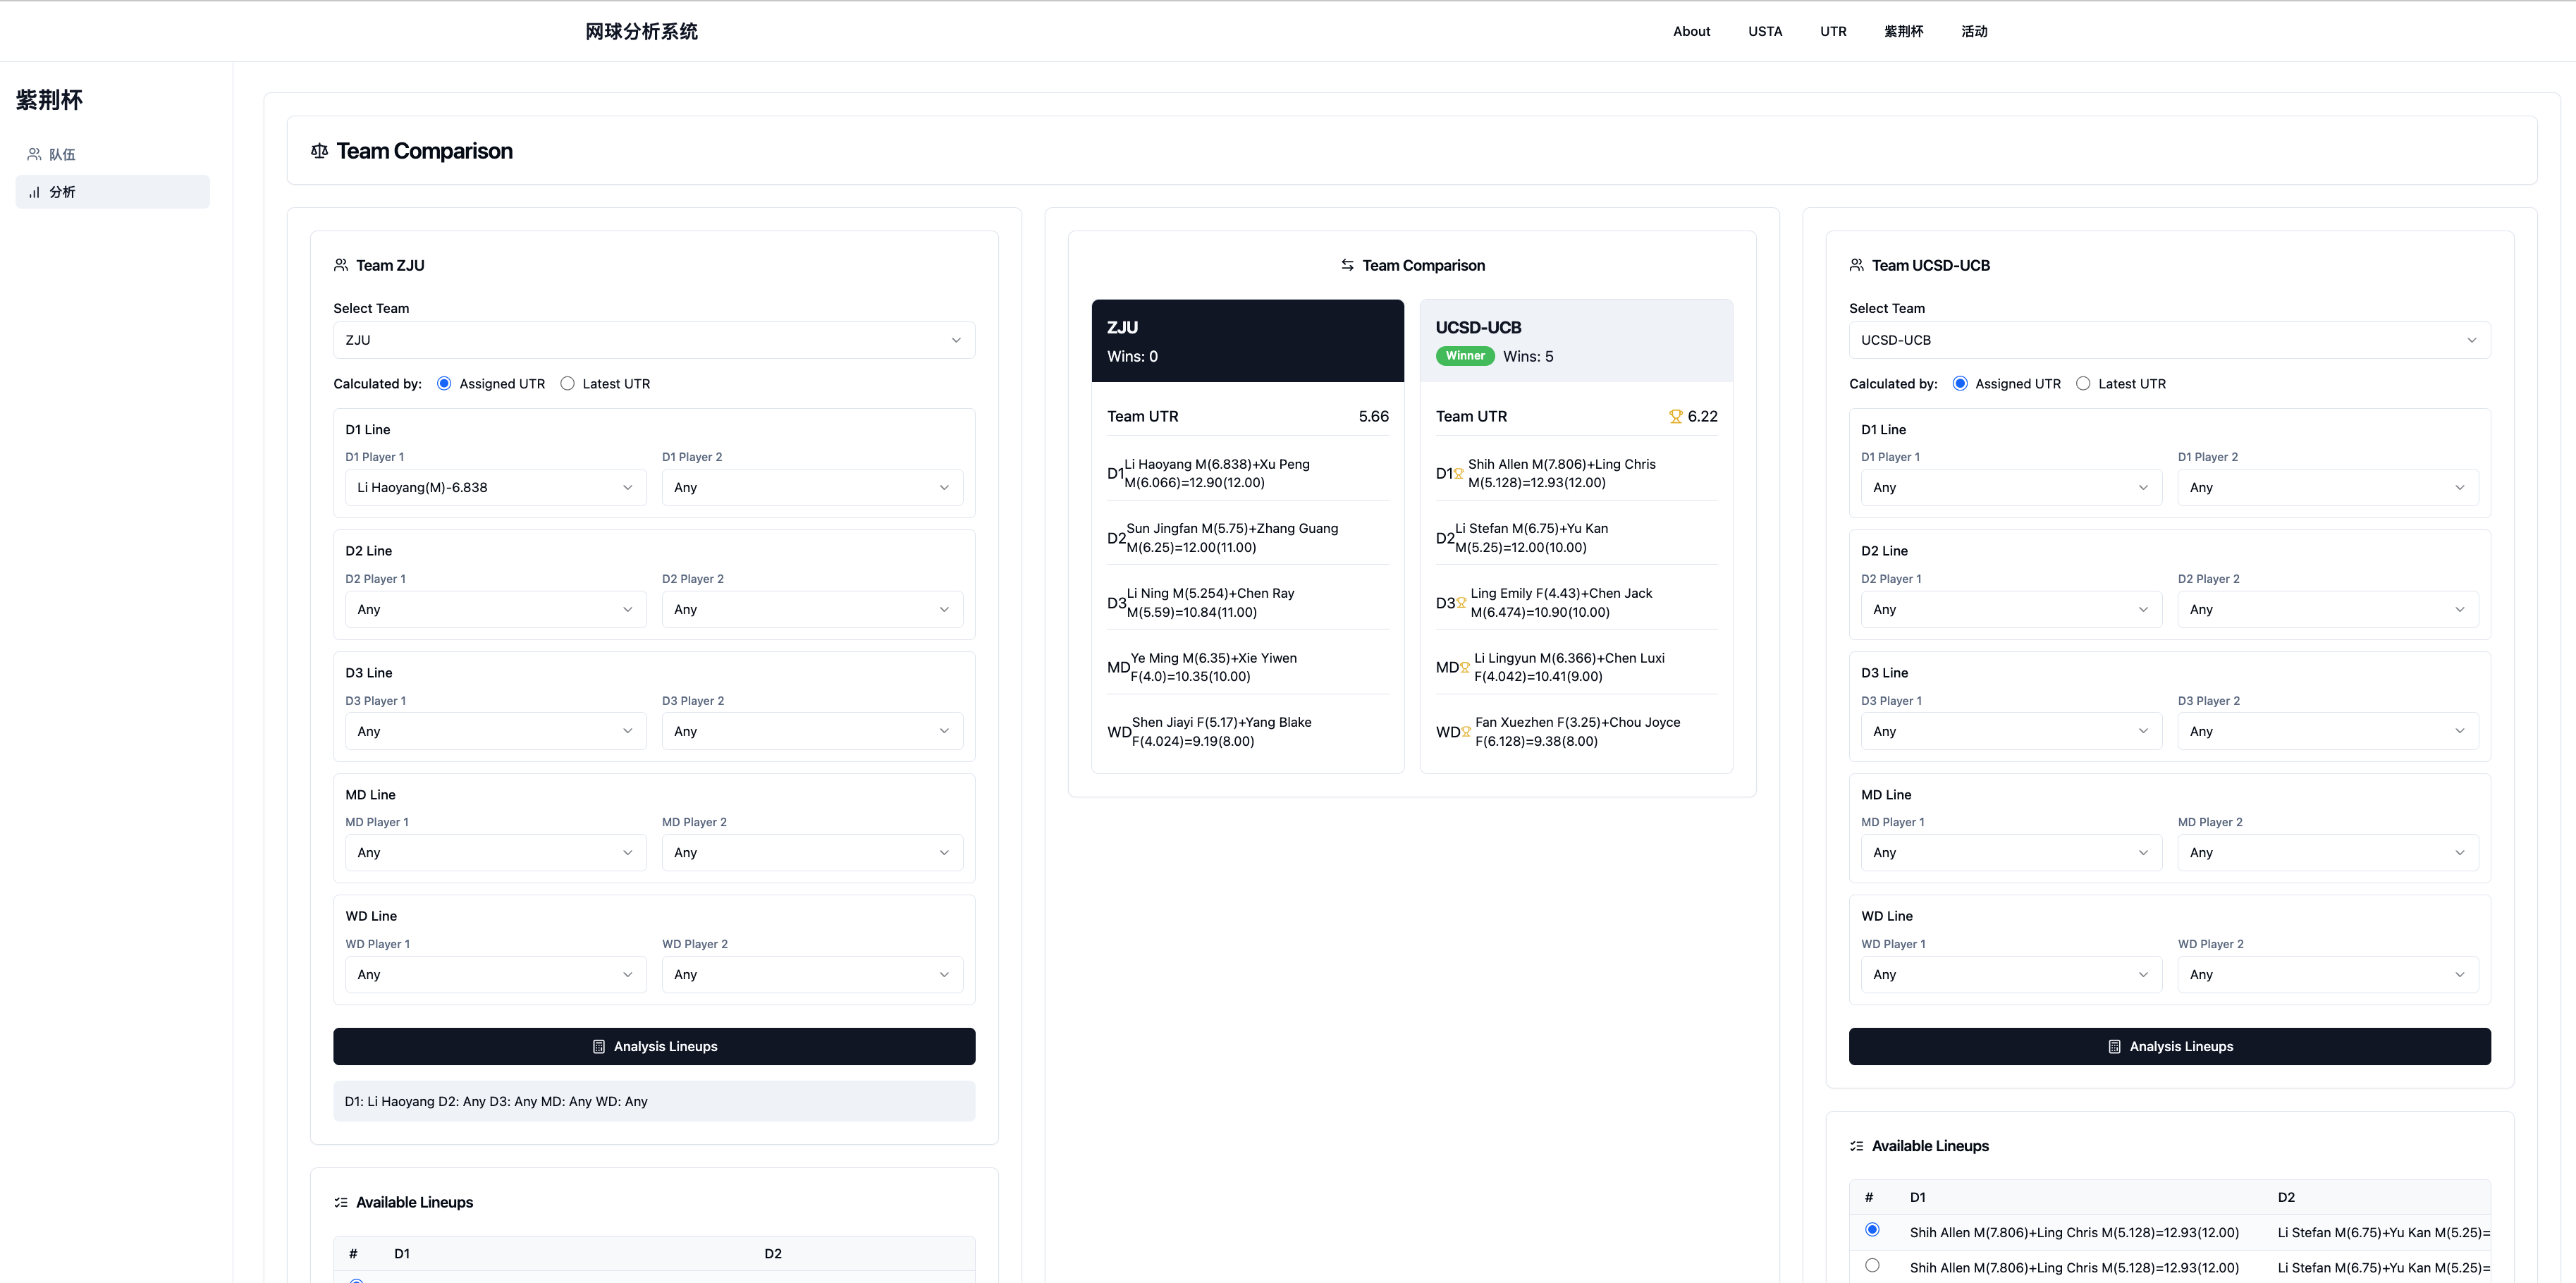 网球分析系统
About
USTA
UTR
紫荆杯
活动
紫荆杯
队伍
分析
Team Comparison
Team ZJU
Select Team
ZJU
Calculated by: Assigned UTR Latest UTR
D1 Line
D1 Player 1
D1 Player 2
Li Haoyang(M)-6.838
Any
D2 Line
D2 Player 1
D2 Player 2
Any
Any
D3 Line
D3 Player 1
D3 Player 2
Any
Any
MD Line
MD Player 1
MD Player 2
Any
Any
WD Line
WD Player 1
WD Player 2
Any
Any
Analysis Lineups
D1: Li Haoyang D2: Any D3: Any MD: Any WD: Any
Available Lineups
# D1 D2
Team Comparison
ZJU
Wins: 0
Team UTR 5.66
D1 Li Haoyang M(6.838)+Xu Peng
M(6.066)=12.90(12.00)
D2 Sun Jingfan M(5.75)+Zhang Guang
M(6.25)=12.00(11.00)
D3 Li Ning M(5.254)+Chen Ray
M(5.59)=10.84(11.00)
MD Ye Ming M(6.35)+Xie Yiwen
F(4.0)=10.35(10.00)
WD Shen Jiayi F(5.17)+Yang Blake
F(4.024)=9.19(8.00)
UCSD-UCB
Winner Wins: 5
Team UTR 6.22
D1 Shih Allen M(7.806)+Ling Chris
M(5.128)=12.93(12.00)
D2 Li Stefan M(6.75)+Yu Kan
M(5.25)=12.00(10.00)
D3 Ling Emily F(4.43)+Chen Jack
M(6.474)=10.90(10.00)
MD Li Lingyun M(6.366)+Chen Luxi
F(4.042)=10.41(9.00)
WD Fan Xuezhen F(3.25)+Chou Joyce
F(6.128)=9.38(8.00)
Team UCSD-UCB
Select Team
UCSD-UCB
Calculated by: Assigned UTR Latest UTR
D1 Line
D1 Player 1
D1 Player 2
Any
Any
D2 Line
D2 Player 1
D2 Player 2
Any
Any
D3 Line
D3 Player 1
D3 Player 2
Any
Any
MD Line
MD Player 1
MD Player 2
Any
Any
WD Line
WD Player 1
WD Player 2
Any
Any
Analysis Lineups
Available Lineups
# D1 D2
Shih Allen M(7.806)+Ling Chris M(5.128)=12.93(12.00) Li Stefan M(6.75)+Yu Kan M(5.25)=
Shih Allen M(7.806)+Ling Chris M(5.128)=12.93(12.00) Li Stefan M(6.75)+Yu Kan M(5.25)=